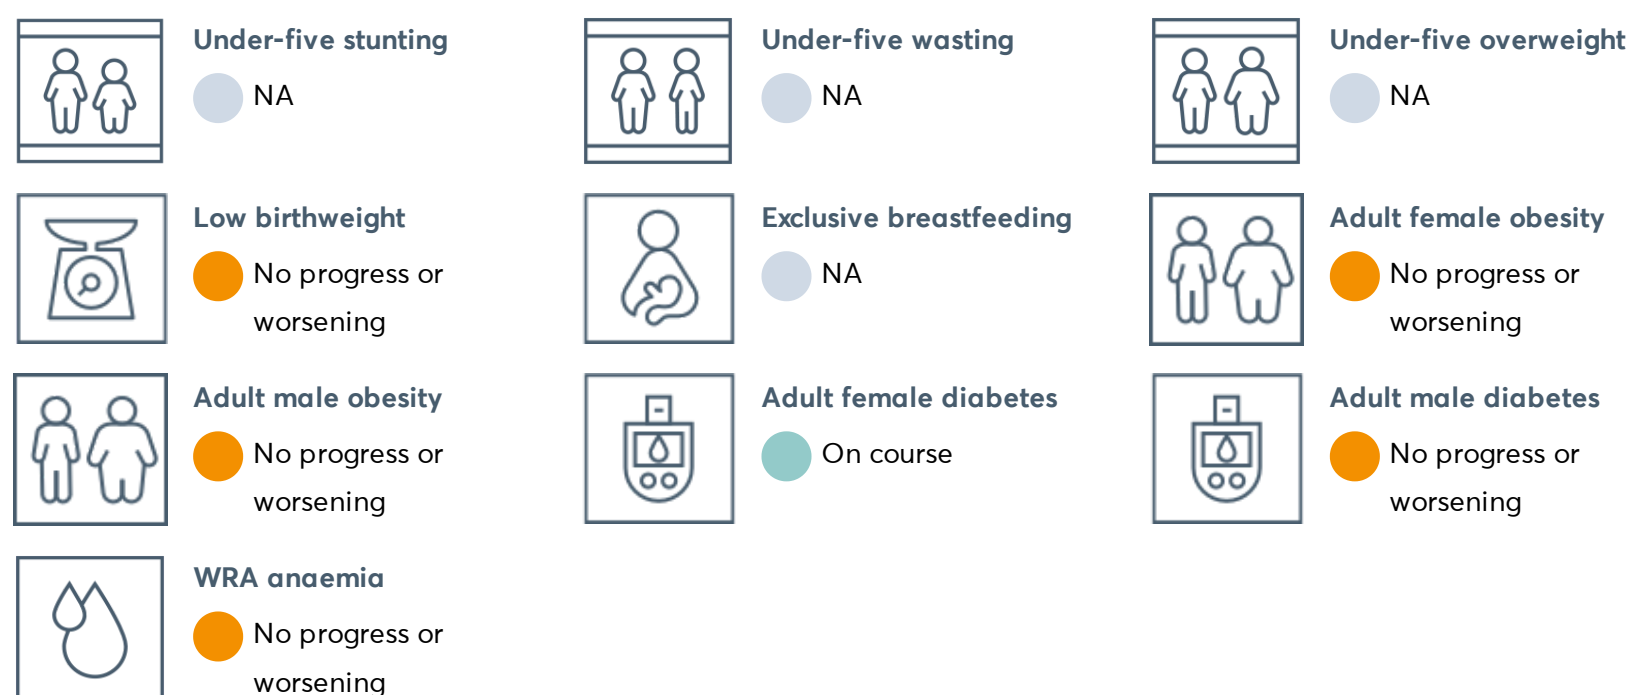 Under-five stunting
NA
Under-five wasting
NA
Under-five overweight
NA
Low birthweight
No progress or
worsening
Exclusive breastfeeding
NA
Adult female obesity
No progress or
worsening
Adult male obesity
No progress or
worsening
Adult female diabetes
On course
Adult male diabetes
No progress or
worsening
WRA anaemia
No progress or
worsening